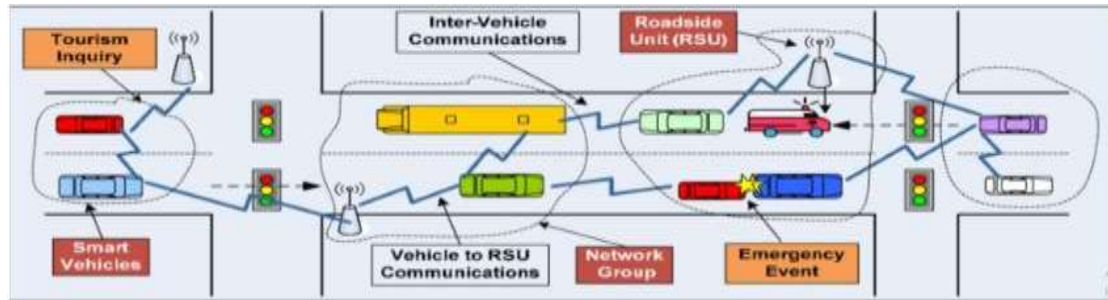 Tourism
Inquiry
Inter-Vehicle
Communications
Roadside
Unit (RSU)
Smart
Vehicles
Vehicle to RSU
Communications
Network
Group
Emergency
Event